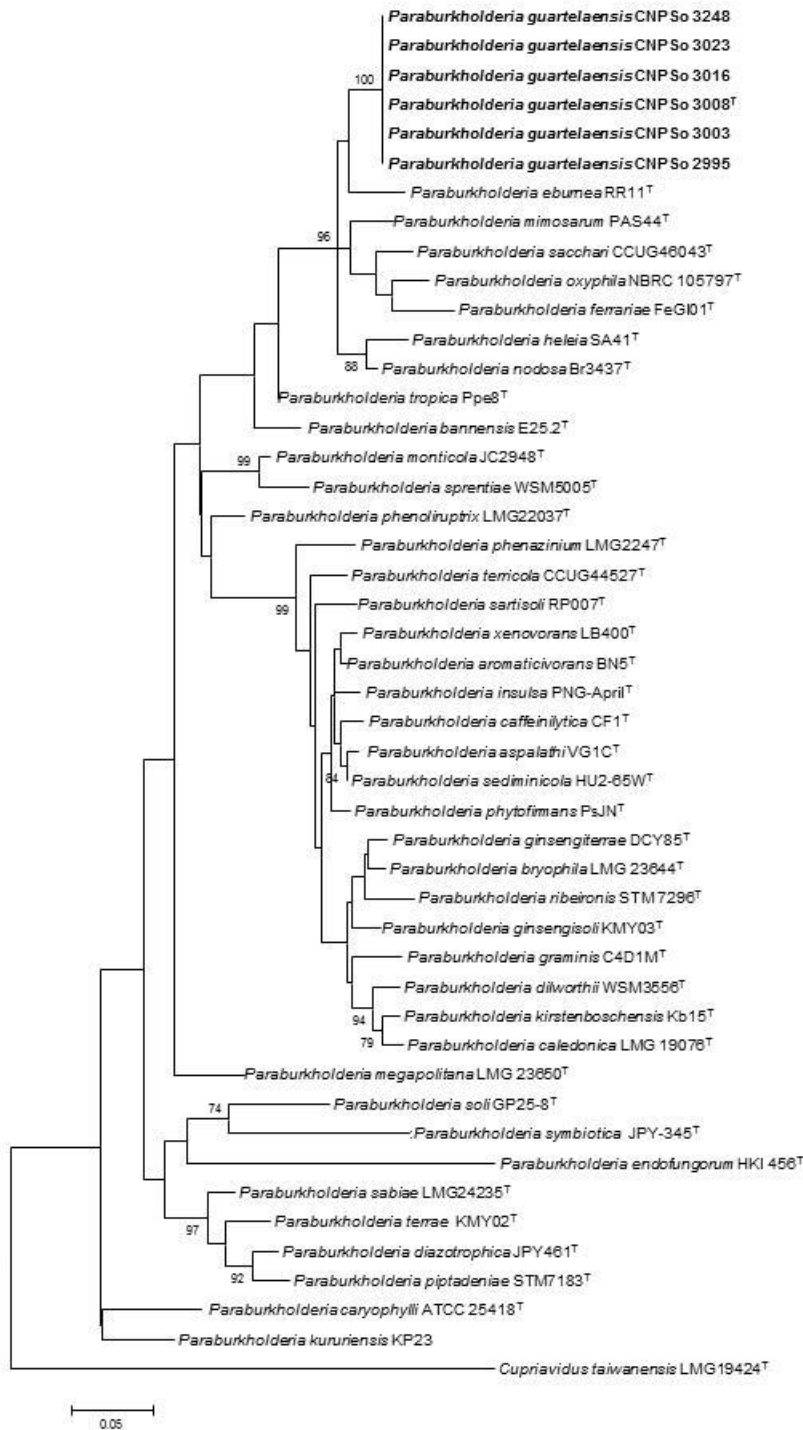 Paraburkholderia guartelaensis CNPSo 3248
Paraburkholderia guartelaensis CNPSo 3023
100
Paraburkholderia guartelaensis CNPSo 3016
Paraburkholderia guartelaensis CNPSo 3008ᵀ
Paraburkholderia guartelaensis CNPSo 3003
Paraburkholderia guartelaensis CNPSo 2995
Paraburkholderia eburnea RR11ᵀ
Paraburkholderia mimosarum PAS44ᵀ
96
Paraburkholderia sacchari CCUG46043ᵀ
Paraburkholderia oxyphila NBRC 105797ᵀ
Paraburkholderia ferrariae FeGI01ᵀ
Paraburkholderia heleia SA41ᵀ
88
Paraburkholderia nodosa Br3437ᵀ
Paraburkholderia tropica Ppe8ᵀ
Paraburkholderia bannensis E25.2ᵀ
99
Paraburkholderia monticola JC2948ᵀ
Paraburkholderia sprentiae WSM5005ᵀ
Paraburkholderia phenoliruptrix LMG22037ᵀ
Paraburkholderia phenazinium LMG2247ᵀ
Paraburkholderia terricola CCUG44527ᵀ
99
Paraburkholderia sartisoli RP007ᵀ
Paraburkholderia xenovorans LB400ᵀ
Paraburkholderia aromaticivorans BN5ᵀ
Paraburkholderia insulsa PNG-Aprilᵀ
Paraburkholderia caffeinilytica CF1ᵀ
Paraburkholderia aspalathi VG1Cᵀ
84
Paraburkholderia sediminicola HU2-65Wᵀ
Paraburkholderia phytofirmans PsJNᵀ
Paraburkholderia ginsengiterrae DCY85ᵀ
Paraburkholderia bryophila LMG 23644ᵀ
Paraburkholderia ribeironis STM 7296ᵀ
Paraburkholderia ginsengisoli KMY03ᵀ
Paraburkholderia graminis C4D1Mᵀ
Paraburkholderia dilworthii WSM3556ᵀ
94
Paraburkholderia kirstenboschensis Kb15ᵀ
79
Paraburkholderia caledonica LMG 19076ᵀ
Paraburkholderia megapolitana LMG 23650ᵀ
74
Paraburkholderia soli GP25-8ᵀ
:Paraburkholderia symbiotica JPY-345ᵀ
Paraburkholderia endofungorum HKI 456ᵀ
Paraburkholderia sabiae LMG24235ᵀ
97
Paraburkholderia terrae KMY02ᵀ
Paraburkholderia diazotrophica JPY461ᵀ
92
Paraburkholderia piptadeniae STM7183ᵀ
Paraburkholderia caryophylli ATCC 25418ᵀ
Paraburkholderia kururiensis KP23
Cupriavidus taiwanensis LMG19424ᵀ
0.05